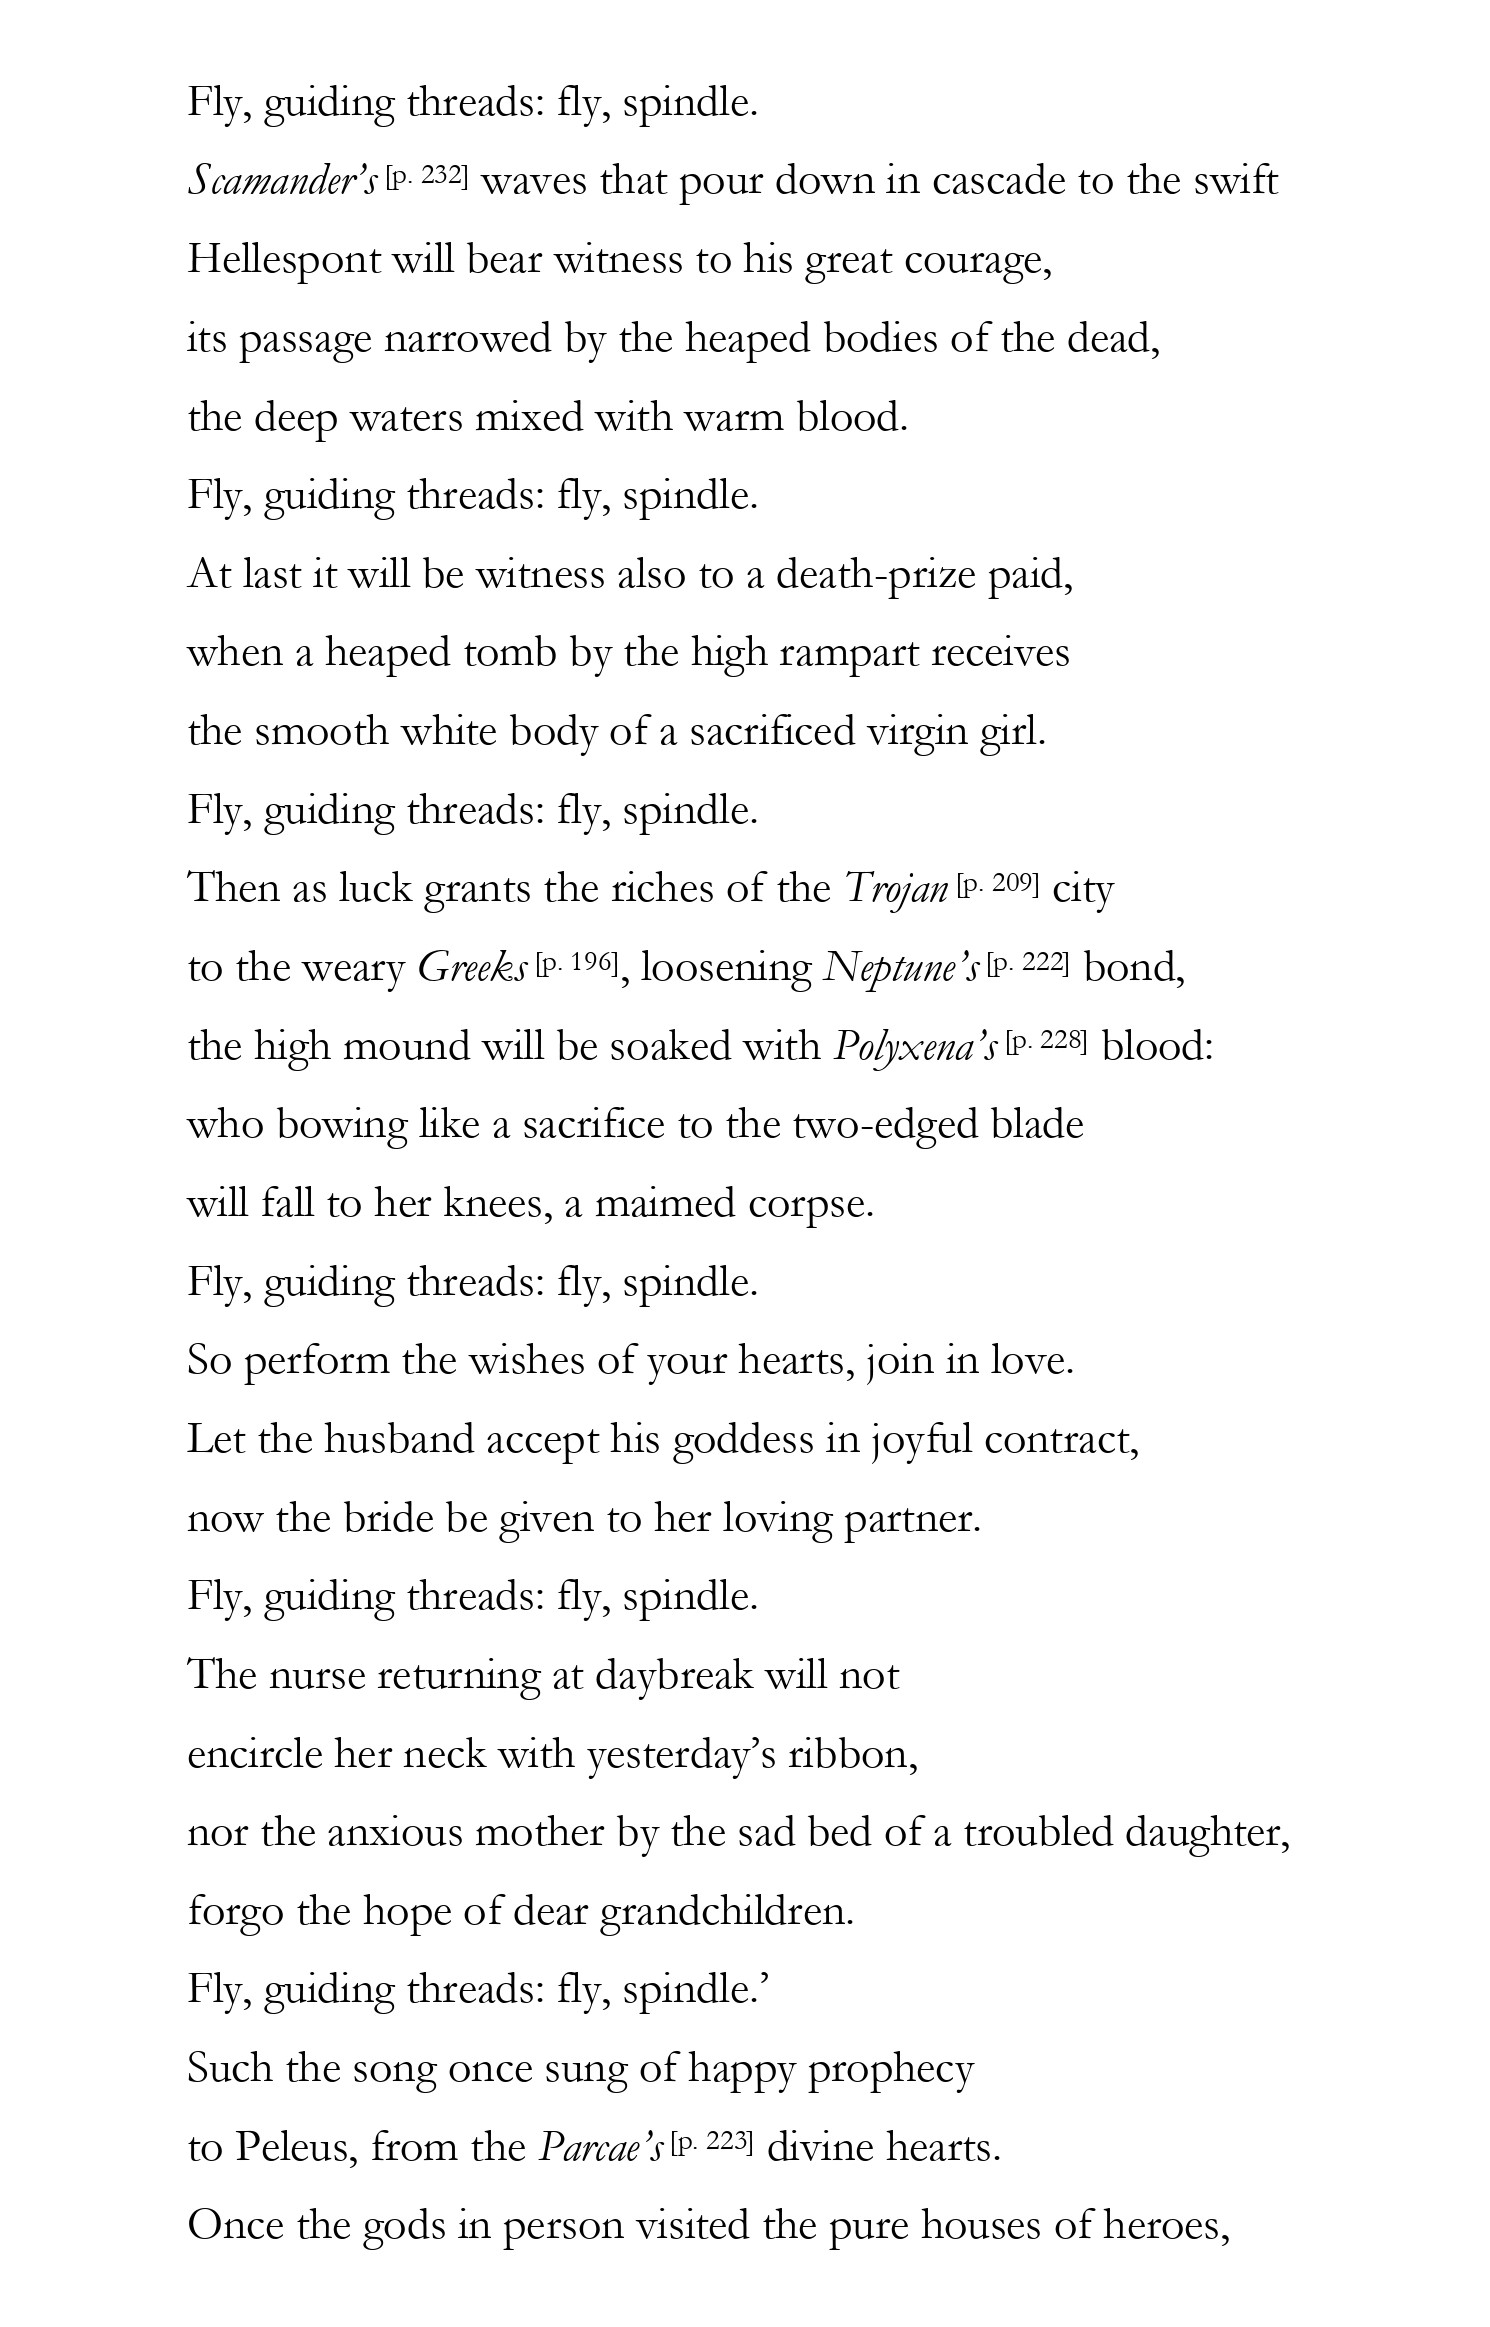 Fly, guiding threads: fly, spindle.
Scamander’s [p. 232] waves that pour down in cascade to the swift
Hellespont will bear witness to his great courage,
its passage narrowed by the heaped bodies of the dead,
the deep waters mixed with warm blood.
Fly, guiding threads: fly, spindle.
At last it will be witness also to a death-prize paid,
when a heaped tomb by the high rampart receives
the smooth white body of a sacrificed virgin girl.
Fly, guiding threads: fly, spindle.
Then as luck grants the riches of the Trojan [p. 209] city
to the weary Greeks [p. 196], loosening Neptune’s [p. 222] bond,
the high mound will be soaked with Polyxena’s [p. 228] blood:
who bowing like a sacrifice to the two-edged blade
will fall to her knees, a maimed corpse.
Fly, guiding threads: fly, spindle.
So perform the wishes of your hearts, join in love.
Let the husband accept his goddess in joyful contract,
now the bride be given to her loving partner.
Fly, guiding threads: fly, spindle.
The nurse returning at daybreak will not
encircle her neck with yesterday’s ribbon,
nor the anxious mother by the sad bed of a troubled daughter,
forgo the hope of dear grandchildren.
Fly, guiding threads: fly, spindle.’
Such the song once sung of happy prophecy
to Peleus, from the Parcae’s [p. 223] divine hearts.
Once the gods in person visited the pure houses of heroes,